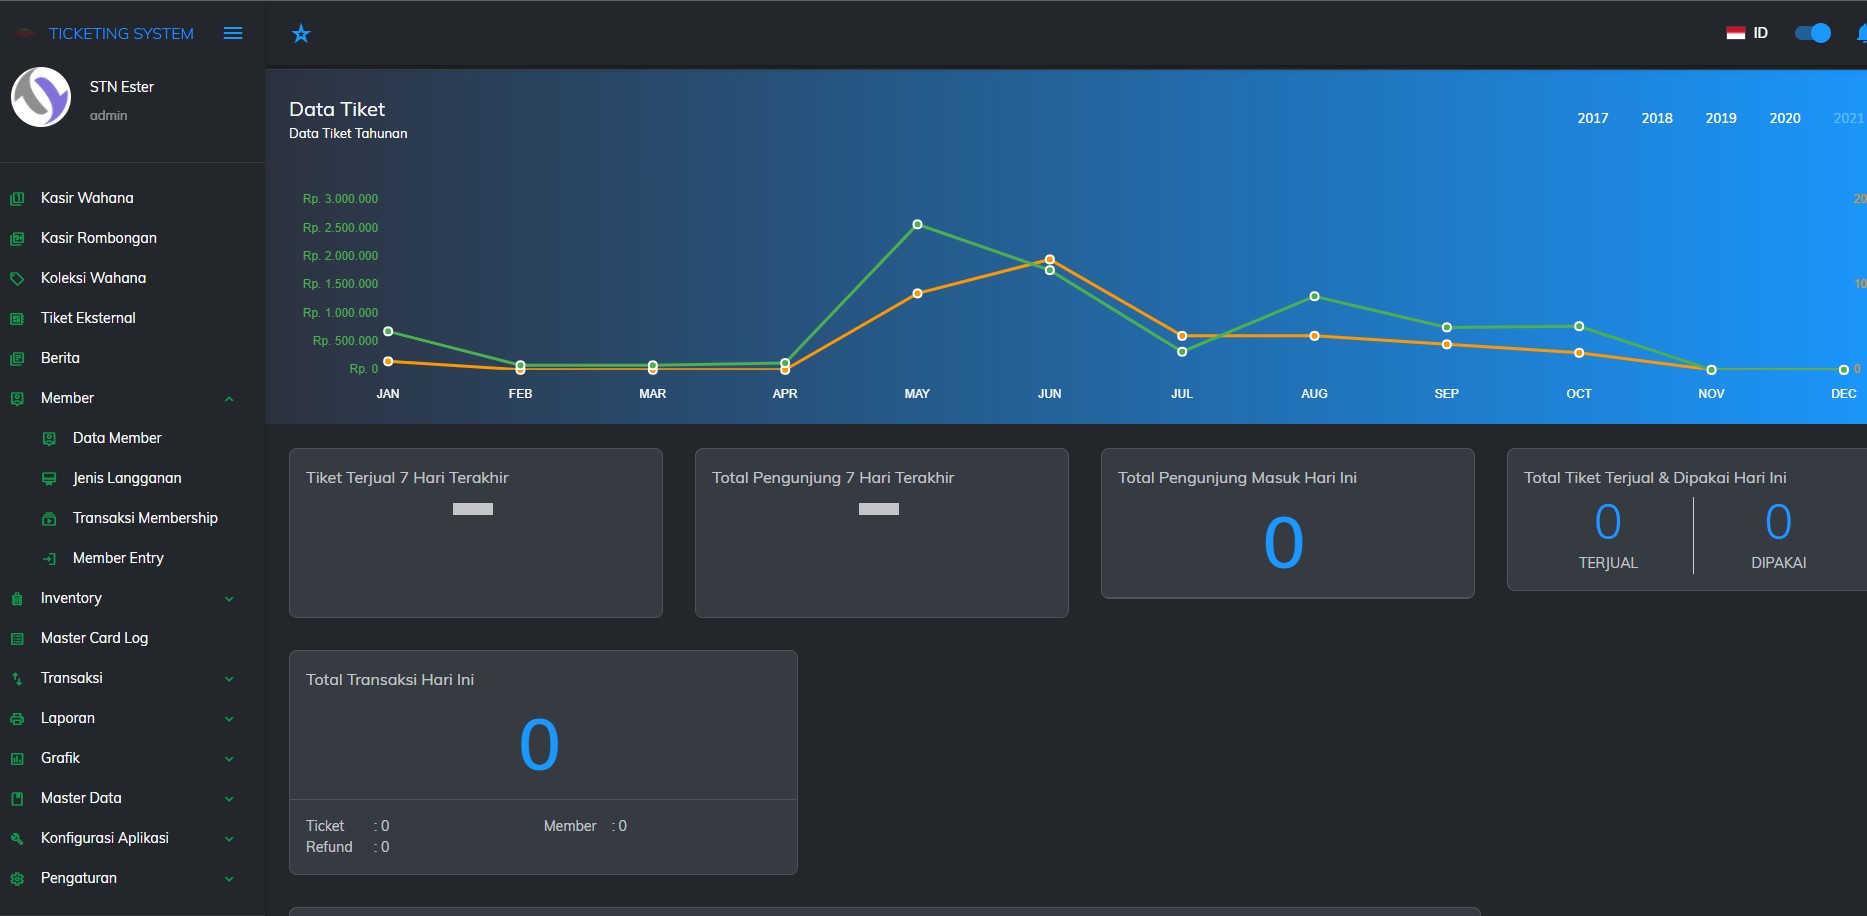 TICKETING SYSTEM
ID
STN Ester
admin
Kasir Wahana
Kasir Rombongan
Koleksi Wahana
Tiket Eksternal
Berita
Member
Data Member
Jenis Langganan
Transaksi Membership
Member Entry
Inventory
Master Card Log
Transaksi
Laporan
Grafik
Master Data
Konfigurasi Aplikasi
Pengaturan
Data Tiket
Data Tiket Tahunan
2017 2018 2019 2020 2021
Rp. 3.000.000
Rp. 2.500.000
Rp. 2.000.000
Rp. 1.500.000
Rp. 1.000.000
Rp. 500.000
Rp. 0
0
JAN FEB MAR APR MAY JUN JUL AUG SEP OCT NOV DEC
Tiket Terjual 7 Hari Terakhir
Total Pengunjung 7 Hari Terakhir
Total Pengunjung Masuk Hari Ini
0
Total Tiket Terjual & Dipakai Hari Ini
0 0
TERJUAL DIPAKAI
Total Transaksi Hari Ini
0
Ticket : 0 Member : 0
Refund : 0